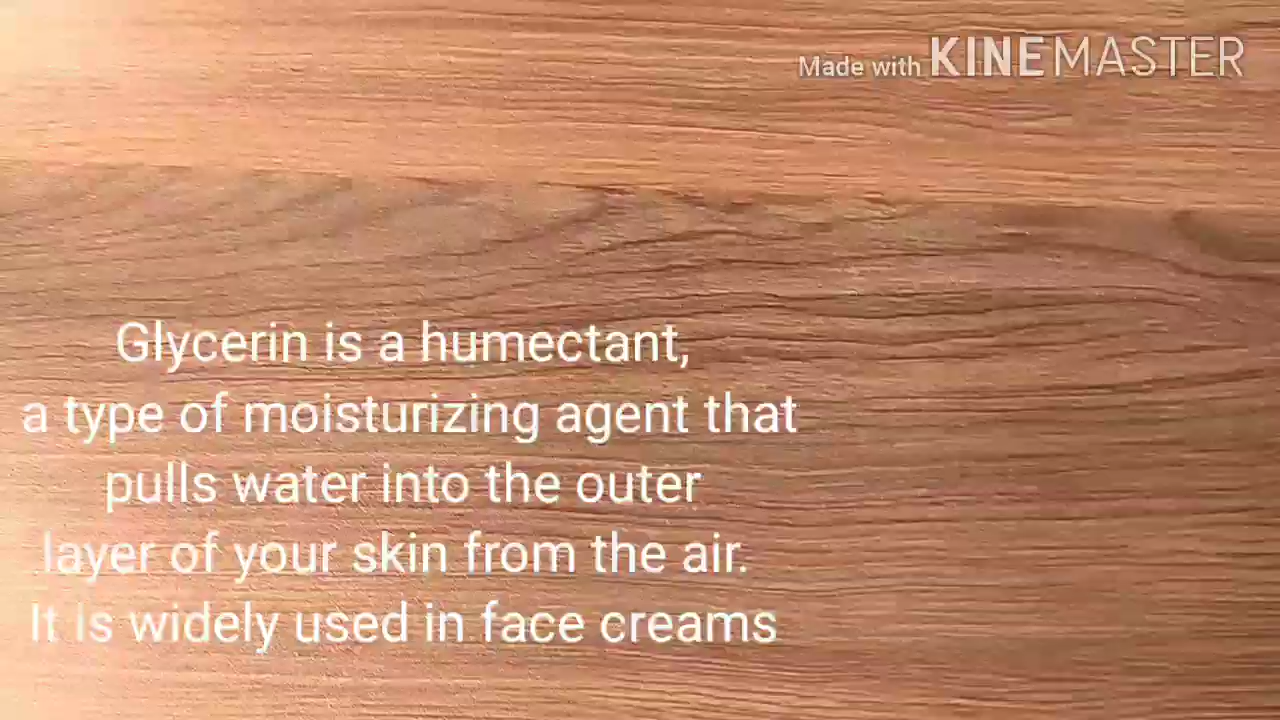 Made with KINEMASTER
Glycerin is a humectant,
a type of moisturizing agent that
pulls water into the outer
layer of your skin from the air.
It is widely used in face creams